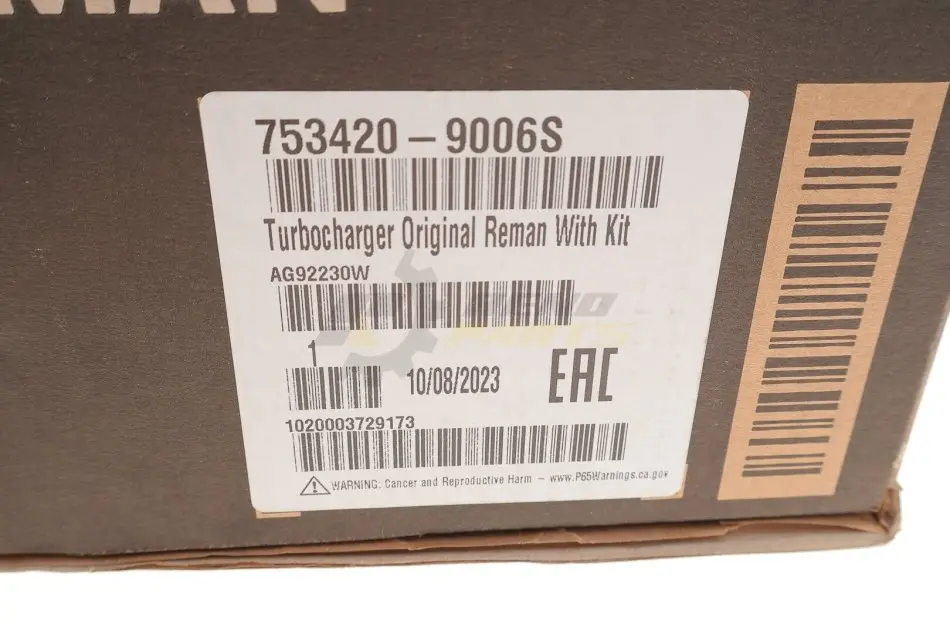 MAN
753420-9006S
Turbocharger Original Reman With Kit
AG92230W
1
10/08/2023
EAC
1020003729173
WARNING: Cancer and Reproductive Harm - www.P65Warnings.ca.gov